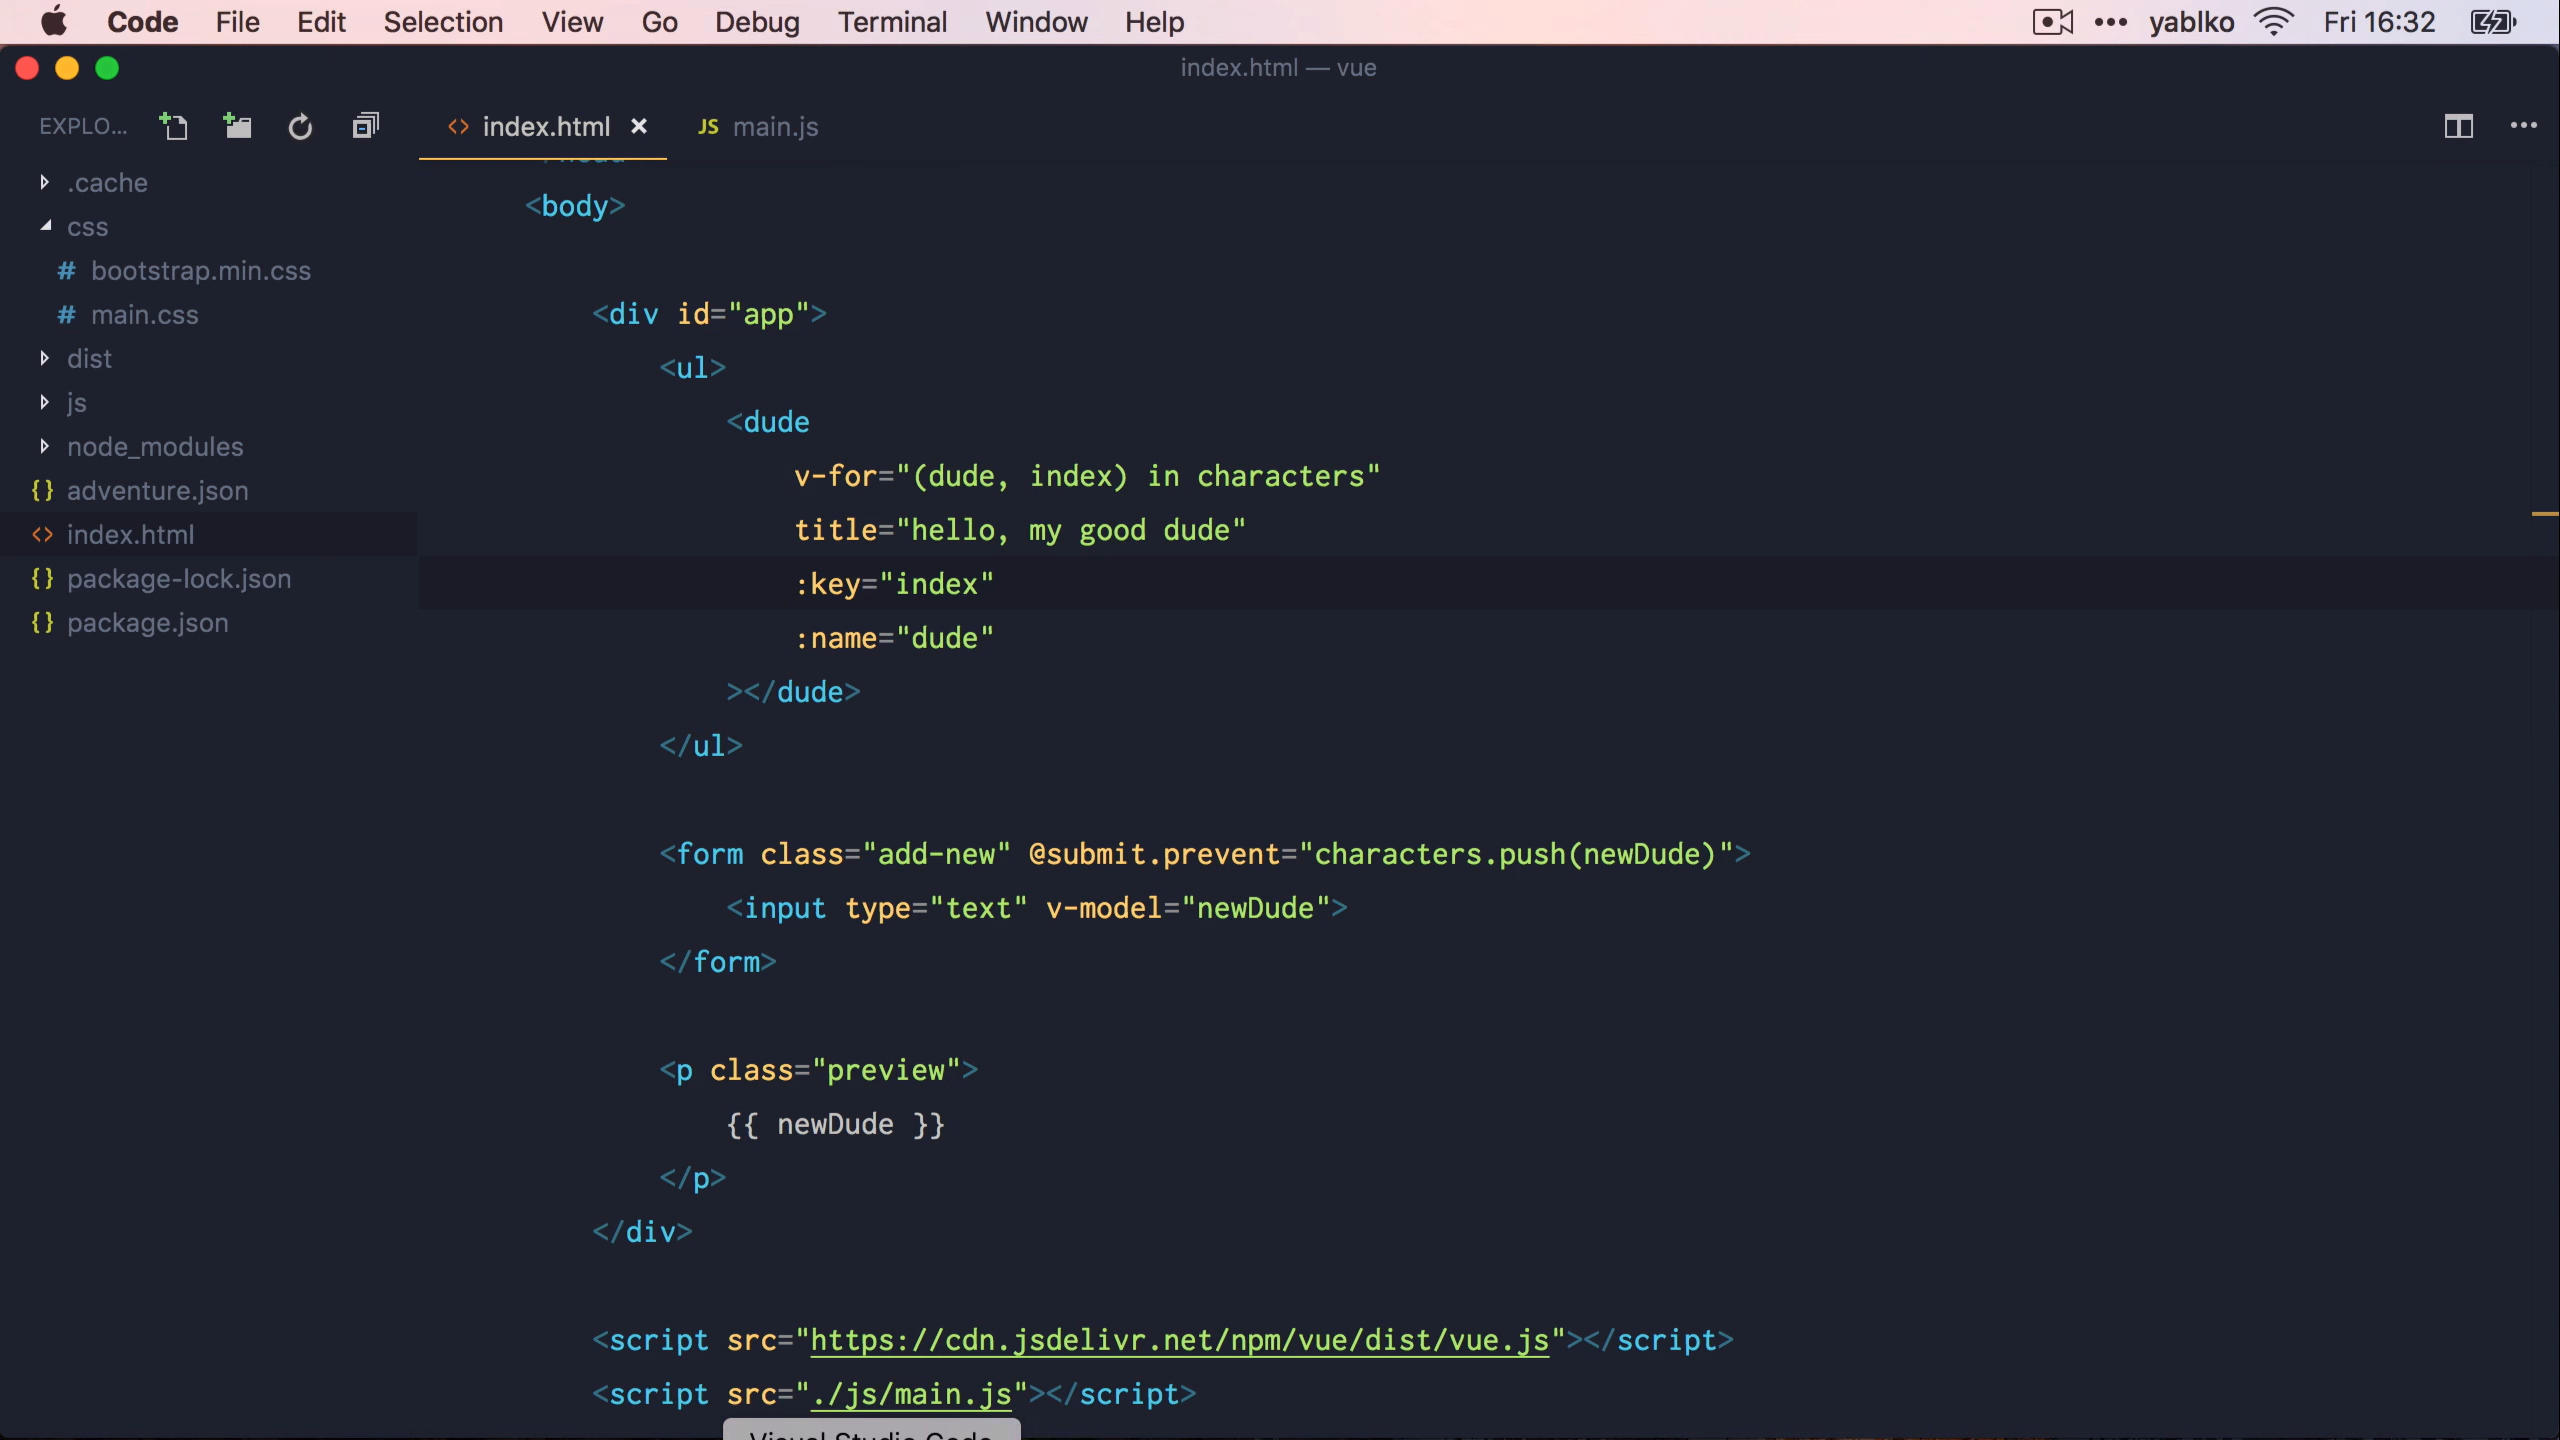 Code File Edit Selection View Go Debug Terminal Window Help yablko Fri 16:32
index.html — vue
EXPLO... index.html JS main.js
.cache
css
# bootstrap.min.css
# main.css
dist
js
node_modules
{} adventure.json
<> index.html
{} package-lock.json
{} package.json
<body>
<div id="app">
<ul>
<dude
v-for="(dude, index) in characters"
title="hello, my good dude"
:key="index"
:name="dude"
></dude>
</ul>
<form class="add-new" @submit.prevent="characters.push(newDude)">
<input type="text" v-model="newDude">
</form>
<p class="preview">
{{ newDude }}
</p>
</div>
<script src="https://cdn.jsdelivr.net/npm/vue/dist/vue.js"></script>
<script src="./js/main.js"></script>
Visual Studio Code